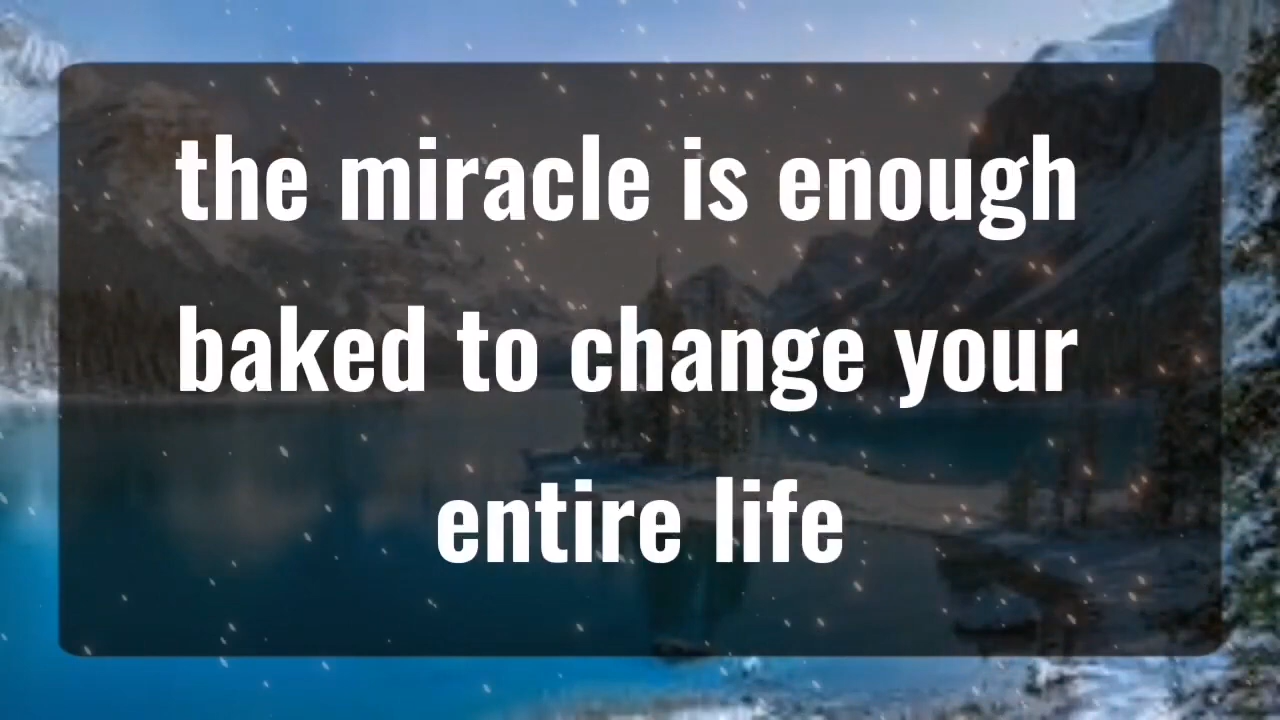 the miracle is enough
baked to change your
entire life